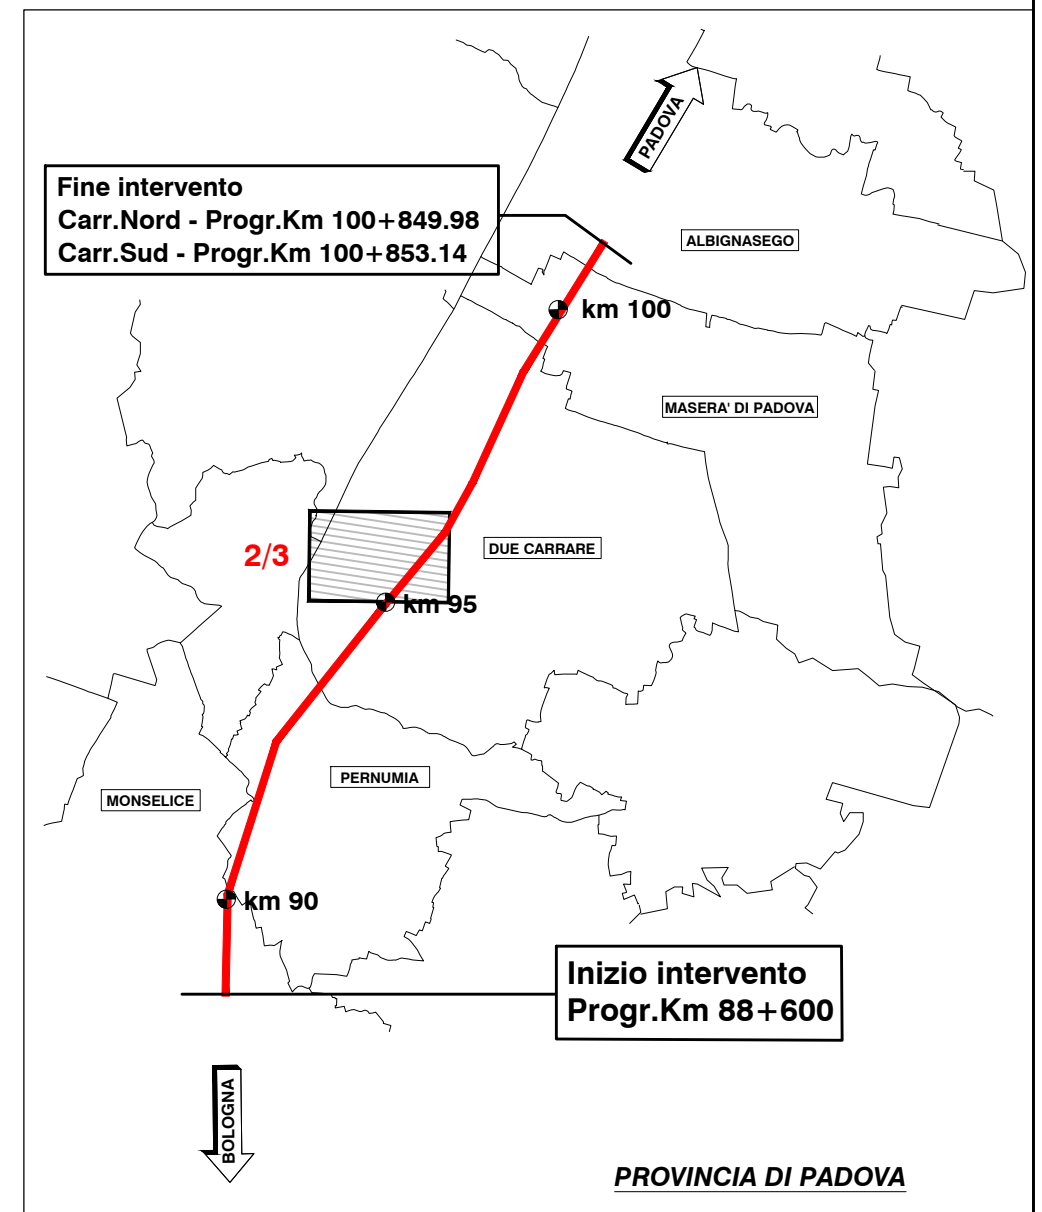 PADOVA
Fine intervento
Carr.Nord - Progr.Km 100+849.98
Carr.Sud - Progr.Km 100+853.14
ALBIGNASEGO
km 100
MASERA' DI PADOVA
2/3
DUE CARRARE
km 95
PERNUMIA
MONSELICE
km 90
Inizio intervento
Progr.Km 88+600
BOLOGNA
PROVINCIA DI PADOVA